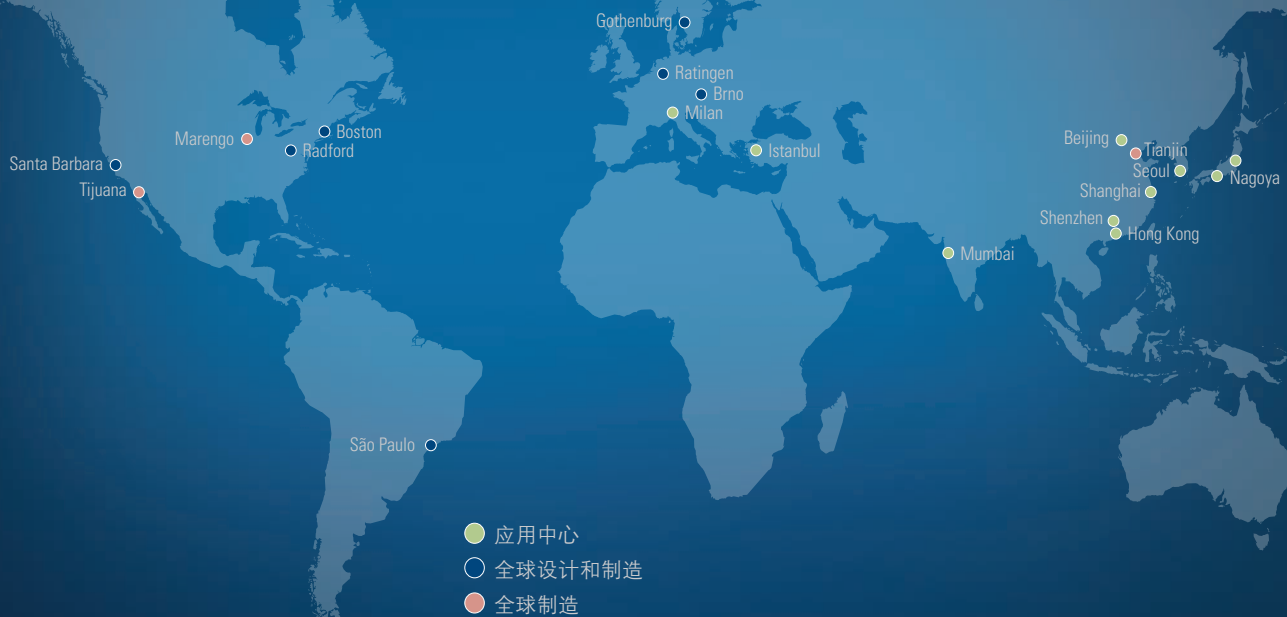 Gothenburg
Ratingen
Brno
Milan
Istanbul
Marengo
Boston
Radford
Santa Barbara
Tijuana
Beijing
Tianjin
Seoul
Nagoya
Shanghai
Shenzhen
Hong Kong
Mumbai
São Paulo
应用中心
全球设计和制造
全球制造